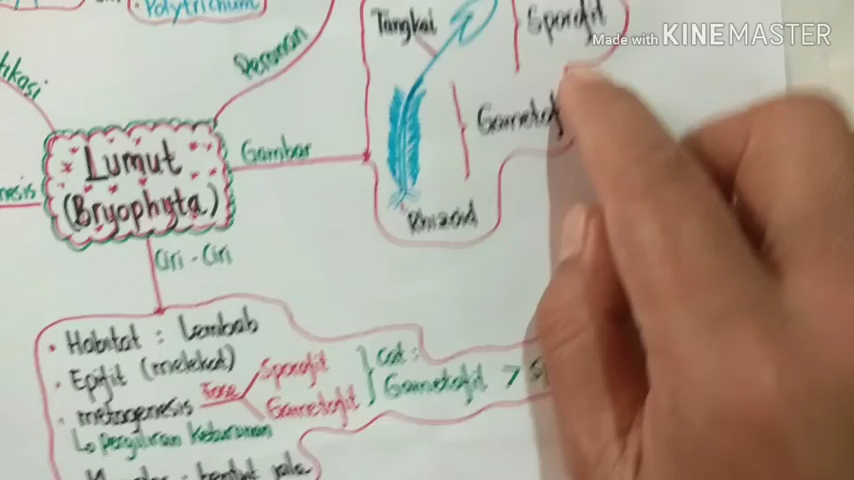 Polytrichum
Tangkai
Sporofit
Made with KINEMASTER
Peranan
Gametof
Lumut
(Bryophyta)
Gambar
Rhizoid
Ciri - Ciri
• Habitat : Lembab
• Epifit (melekat)
• metagenesis Fase Sporofit
Gametofit
cat :
Gametofit >
↳ pergiliran keturunan